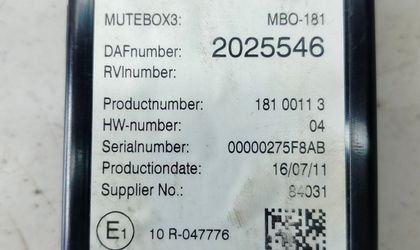 MUTEBOX3: MBO-181
DAFnumber: 2025546
RVInumber:
Productnumber: 181 0011 3
HW-number: 04
Serialnumber: 00000275F8AB
Productiondate: 16/07/11
Supplier No.: 84031
E1 10 R-047776